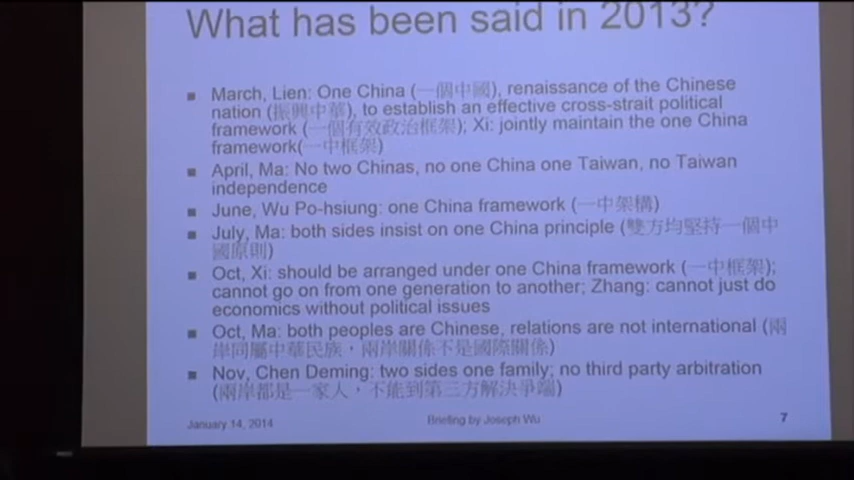 What has been said in 2013?
March, Lien: One China (一個中國), renaissance of the Chinese
nation (振興中華), to establish an effective cross-strait political
framework (一個有效政治框架); Xi: jointly maintain the one China
framework(一中框架)
April, Ma: No two Chinas, no one China one Taiwan, no Taiwan
independence
June, Wu Po-hsiung: one China framework (一中架構)
July, Ma: both sides insist on one China principle (雙方均堅持一個中
國原則)
Oct, Xi: should be arranged under one China framework (一中框架);
cannot go on from one generation to another; Zhang: cannot just do
economics without political issues
Oct, Ma: both peoples are Chinese, relations are not international (兩
岸同屬中華民族，兩岸關係不是國際關係)
Nov, Chen Deming: two sides one family; no third party arbitration
(兩岸都是一家人，不能到第三方解決爭端)
January 14, 2014
Briefing by Joseph Wu
7